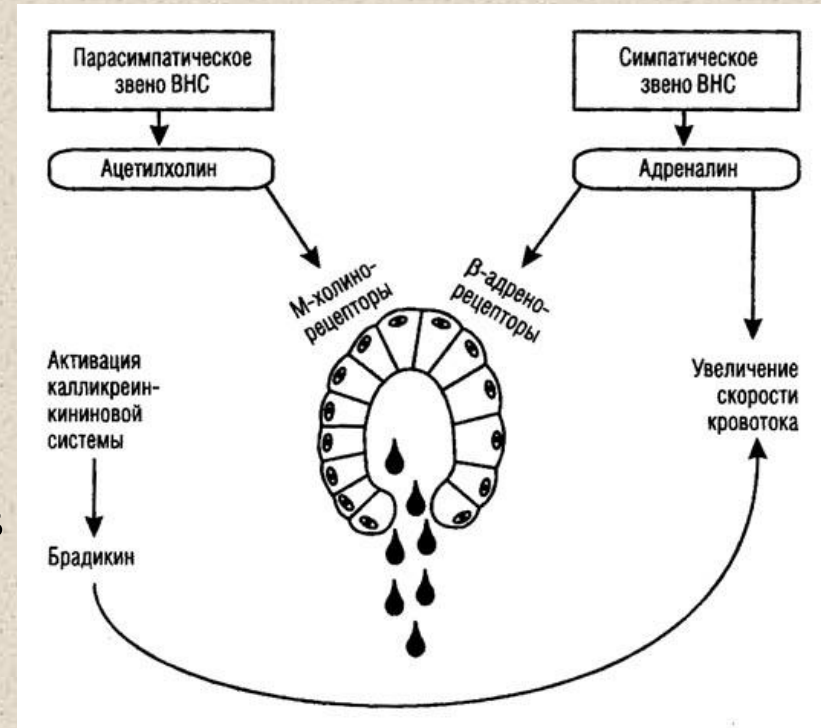 Парасимпатическое
звено ВНС
Симпатическое
звено ВНС
Ацетилхолин
Адреналин
М-холино-
рецепторы
β-адрено-
рецепторы
Активация
калликреин-
кининовой
системы
Увеличение
скорости
кровотока
Брадикин